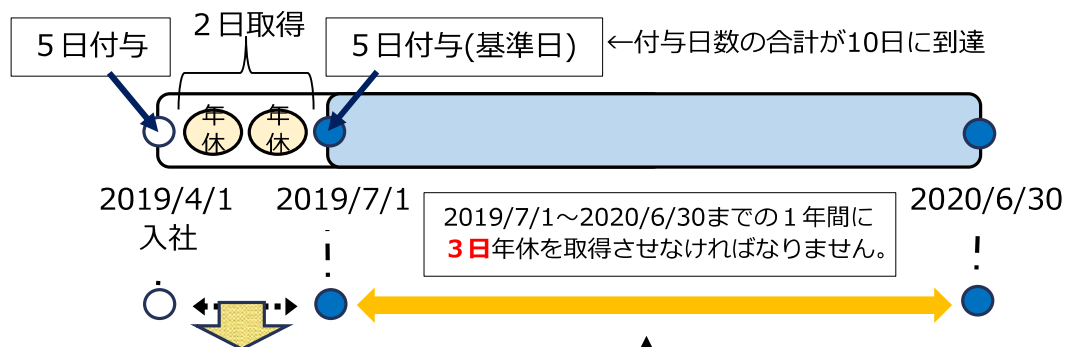 ２日取得
５日付与
５日付与(基準日)
←付与日数の合計が10日に到達
年休
年休
2019/4/1
入社
2019/7/1
2019/7/1～2020/6/30までの１年間に
３日年休を取得させなければなりません。
2020/6/30